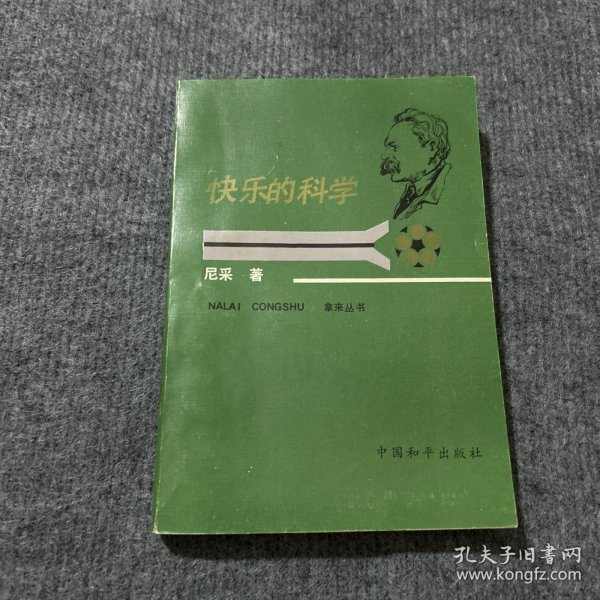 快乐的科学
尼采 著
NALAI CONGSHU 拿来丛书
中国和平出版社
孔夫子旧書网
www.kongfz.com